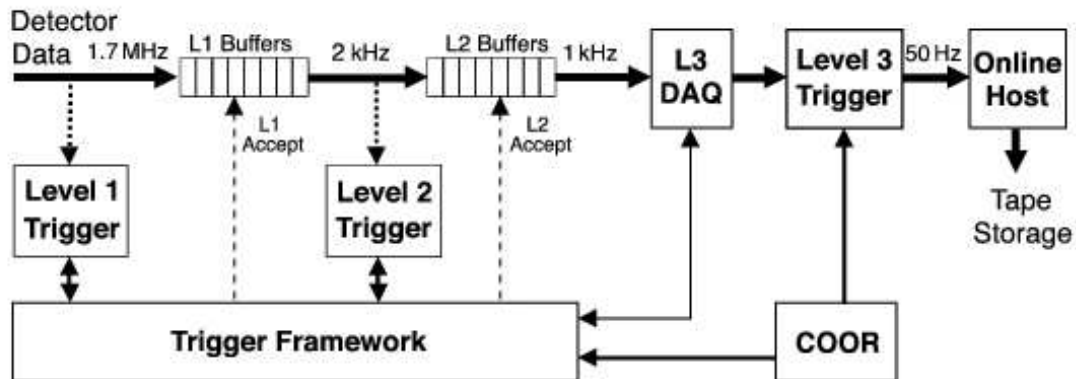 Detector
Data
1.7 MHz
L1 Buffers
2 kHz
L2 Buffers
1 kHz
L3
DAQ
Level 3
Trigger
50 Hz
Online
Host
L1
Accept
L2
Accept
Level 1
Trigger
Level 2
Trigger
Tape
Storage
Trigger Framework
COOR